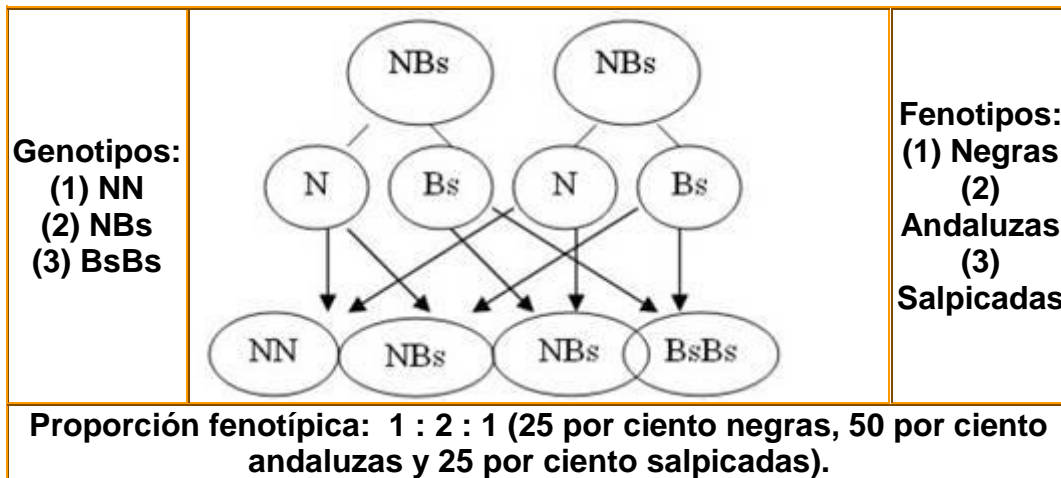 Genotipos:
(1) NN
(2) NBs
(3) BsBs
NBs NBs
N Bs N Bs
NN NBs NBs BsBs
Fenotipos:
(1) Negras
(2)
Andaluzas
(3)
Salpicadas
Proporción fenotípica: 1 : 2 : 1 (25 por ciento negras, 50 por ciento
andaluzas y 25 por ciento salpicadas).